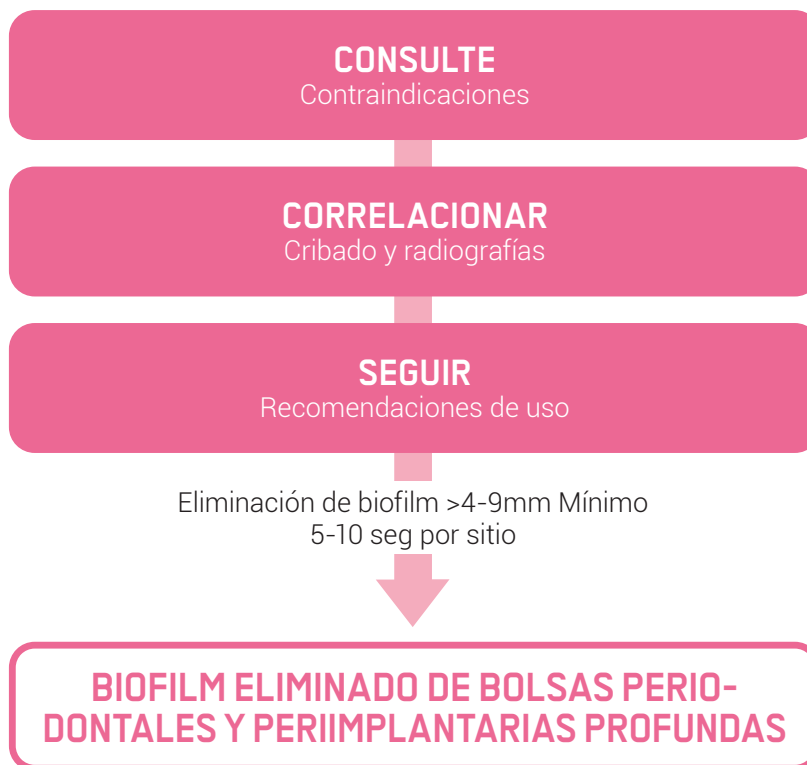 CONSULTE
Contraindicaciones
CORRELACIONAR
Cribado y radiografías
SEGUIR
Recomendaciones de uso
Eliminación de biofilm >4-9mm Mínimo
5-10 seg por sitio
BIOFILM ELIMINADO DE BOLSAS PERIO-
DONTALES Y PERIIMPLANTARIAS PROFUNDAS